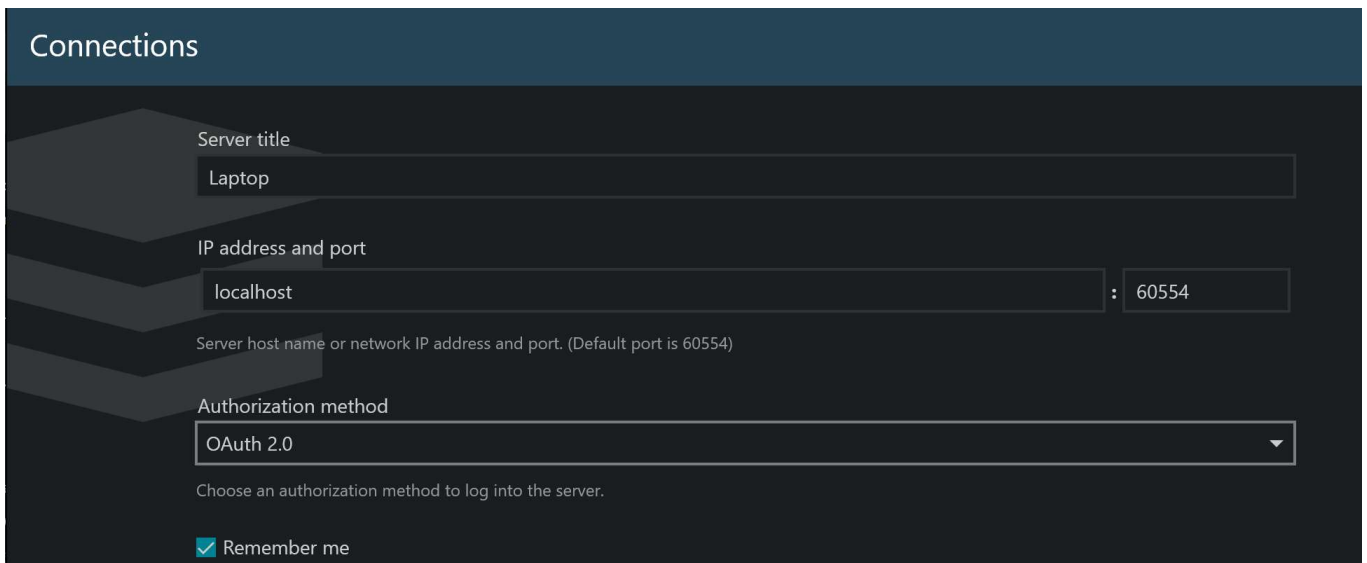 Connections
Server title
Laptop
IP address and port
localhost : 60554
Server host name or network IP address and port. (Default port is 60554)
Authorization method
OAuth 2.0
Choose an authorization method to log into the server.
Remember me